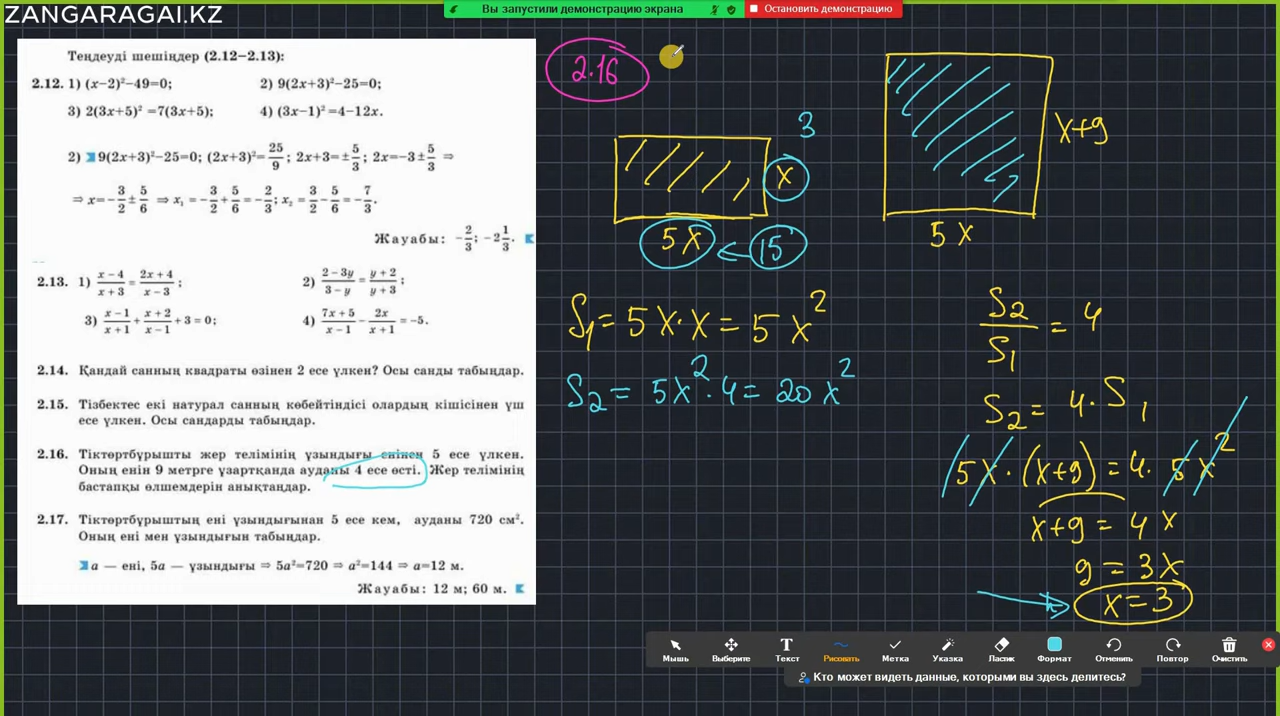 ZANGARAGAI.KZ
Вы запустили демонстрацию экрана
Остановить демонстрацию
Теңдеуді шешіңдер (2.12–2.13):
2.12. 1) (x−2)²−49=0; 2) 9(2x+3)²−25=0;
3) 2(3x+5)² =7(3x+5); 4) (3x−1)²=4−12x.
2) 9(2x+3)²−25=0; (2x+3)²=25/9; 2x+3=±5/3; 2x=−3±5/3 ⇒
⇒ x=−3/2±5/6 ⇒ x₁=−3/2+5/6=−2/3; x₂=−3/2−5/6=−7/3.
Жауабы: −2/3; −2 1/3.
2.13. 1) (x−4)/(x+3)=(2x+4)/(x−3); 2) (2−3y)/(3−y)=(y+2)/(y+3);
3) (x−1)/(x+1)+(x+2)/(x−1)+3=0; 4) (7x+5)/(x−1)−2x/(x+1)=−5.
2.14. Қандай санның квадраты өзінен 2 есе үлкен? Осы санды табыңдар.
2.15. Тізбектес екі натурал санның көбейтіндісі олардың кішісінен үш
есе үлкен. Осы сандарды табыңдар.
2.16. Тіктөртбұрышты жер телімінің ұзындығы енінен 5 есе үлкен.
Оның енін 9 метрге ұзартқанда ауданы 4 есе өсті. Жер телімінің
бастапқы өлшемдерін анықтаңдар.
2.17. Тіктөртбұрыштың ені ұзындығынан 5 есе кем, ауданы 720 см².
Оның ені мен ұзындығын табыңдар.
a — ені, 5a — ұзындығы ⇒ 5a²=720 ⇒ a²=144 ⇒ a=12 м.
Жауабы: 12 м; 60 м.
2.16
3
x
5x ← 15
x+9
5x
S₁=5x·x=5x²
S₂=5x²·4=20x²
S₂/S₁=4
S₂=4·S₁
5x·(x+9)=4·5x²
x+9=4x
9=3x
x=3
Мышь Выберите Текст Рисовать Метка Указка Ластик Формат Отменить Повтор Очистить
Кто может видеть данные, которыми вы здесь делитесь?